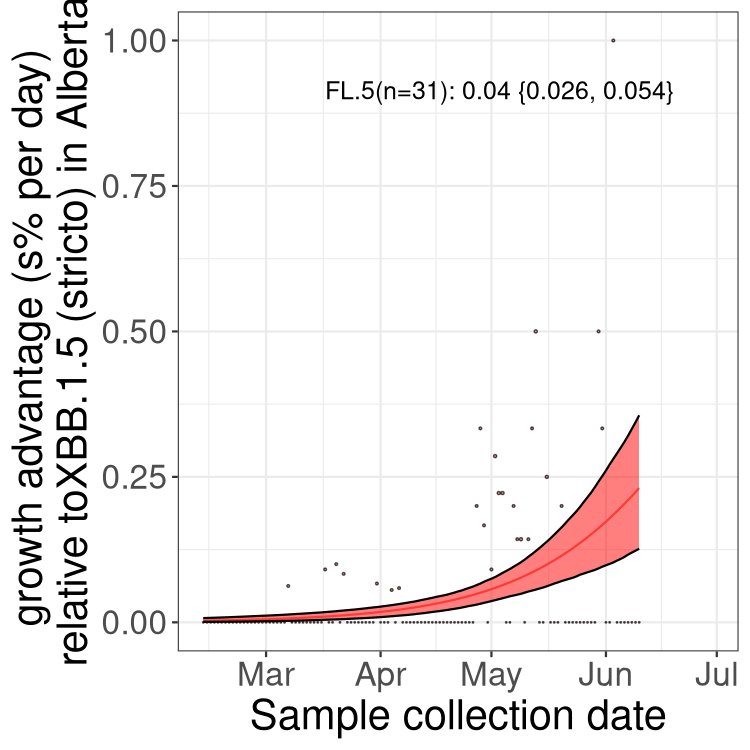 growth advantage (s% per day)
relative toXBB.1.5 (stricto) in Alberta
1.00
0.75
0.50
0.25
0.00
FL.5(n=31): 0.04 {0.026, 0.054}
Mar Apr May Jun Jul
Sample collection date